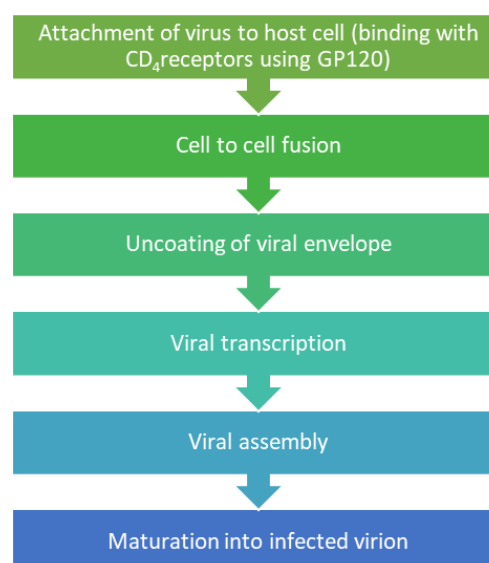 Attachment of virus to host cell (binding with
CD₄receptors using GP120)
Cell to cell fusion
Uncoating of viral envelope
Viral transcription
Viral assembly
Maturation into infected virion